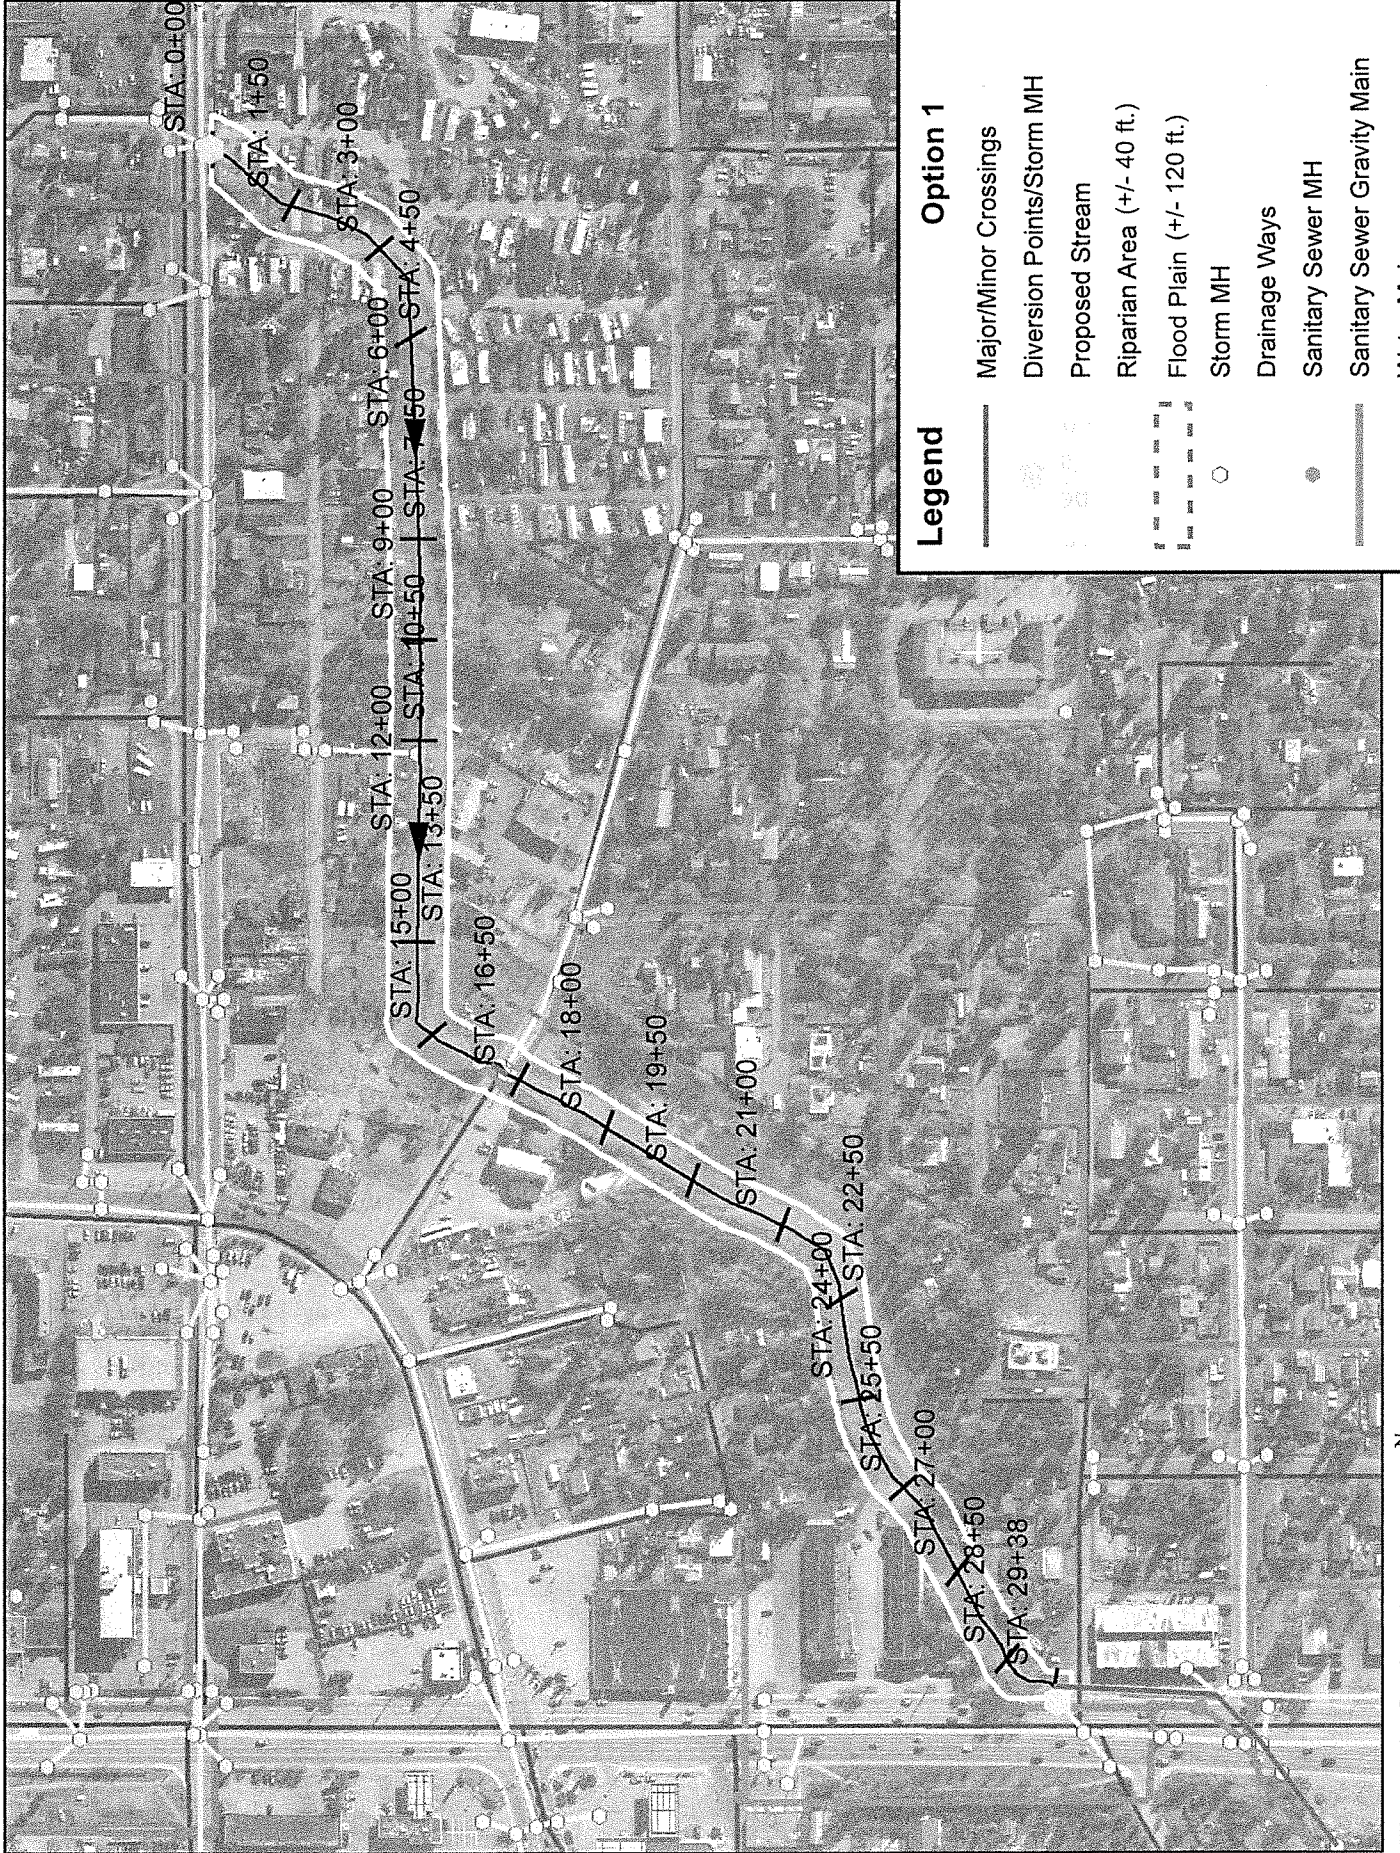 STA: 0+00
STA: 1+50
STA: 3+00
STA: 4+50
STA: 6+00
STA: 7+50
STA: 9+00
STA: 10+50
STA: 12+00
STA: 13+50
STA: 15+00
STA: 16+50
STA: 18+00
STA: 19+50
STA: 21+00
STA: 22+50
STA: 24+00
STA: 25+50
STA: 27+00
STA: 28+50
STA: 29+38
Legend
Option 1
Major/Minor Crossings
Diversion Points/Storm MH
Proposed Stream
Riparian Area (+/- 40 ft.)
Flood Plain (+/- 120 ft.)
Storm MH
Drainage Ways
Sanitary Sewer MH
Sanitary Sewer Gravity Main